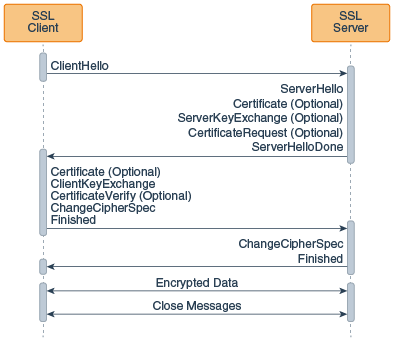 SSL
Client
SSL
Server
ClientHello
ServerHello
Certificate (Optional)
ServerKeyExchange (Optional)
CertificateRequest (Optional)
ServerHelloDone
Certificate (Optional)
ClientKeyExchange
CertificateVerify (Optional)
ChangeCipherSpec
Finished
ChangeCipherSpec
Finished
Encrypted Data
Close Messages